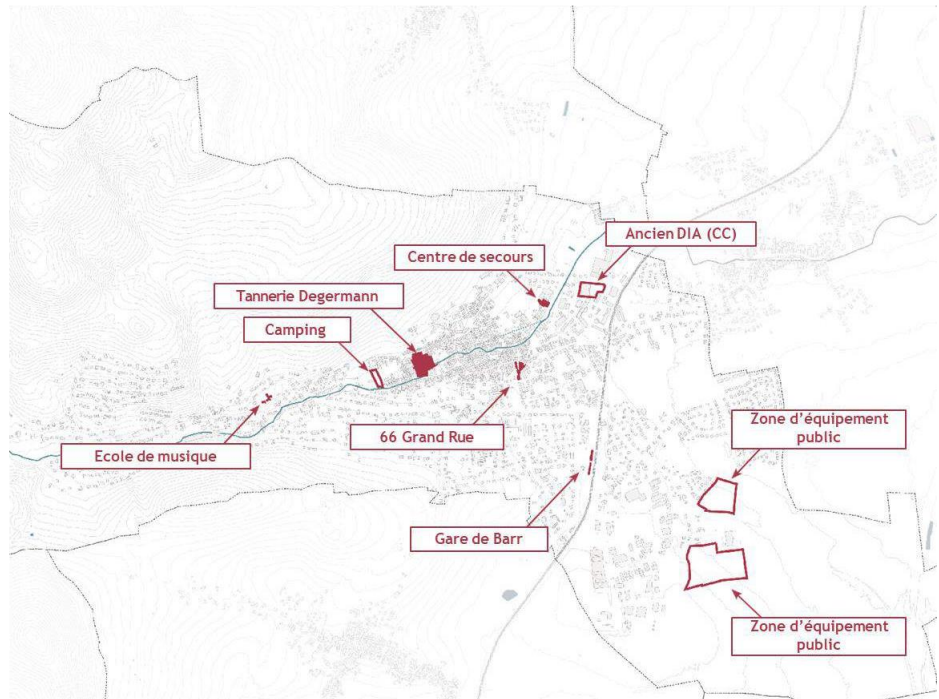 Ancien DIA (CC)
Centre de secours
Tannerie Degermann
Camping
66 Grand Rue
Ecole de musique
Zone d'équipement
public
Gare de Barr
Zone d'équipement
public